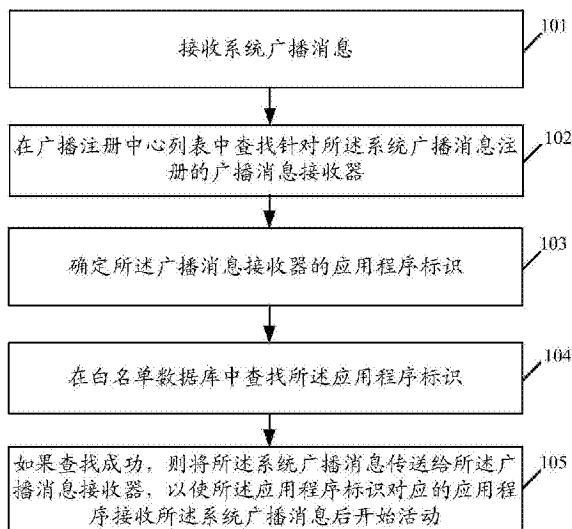 接收系统广播消息
101
在广播注册中心列表中查找针对所述系统广播消息注
册的广播消息接收器
102
确定所述广播消息接收器的应用程序标识
103
在白名单数据库中查找所述应用程序标识
104
如果查找成功，则将所述系统广播消息传送给所述广
播消息接收器，以使所述应用程序标识对应的应用程
序接收所述系统广播消息后开始活动
105